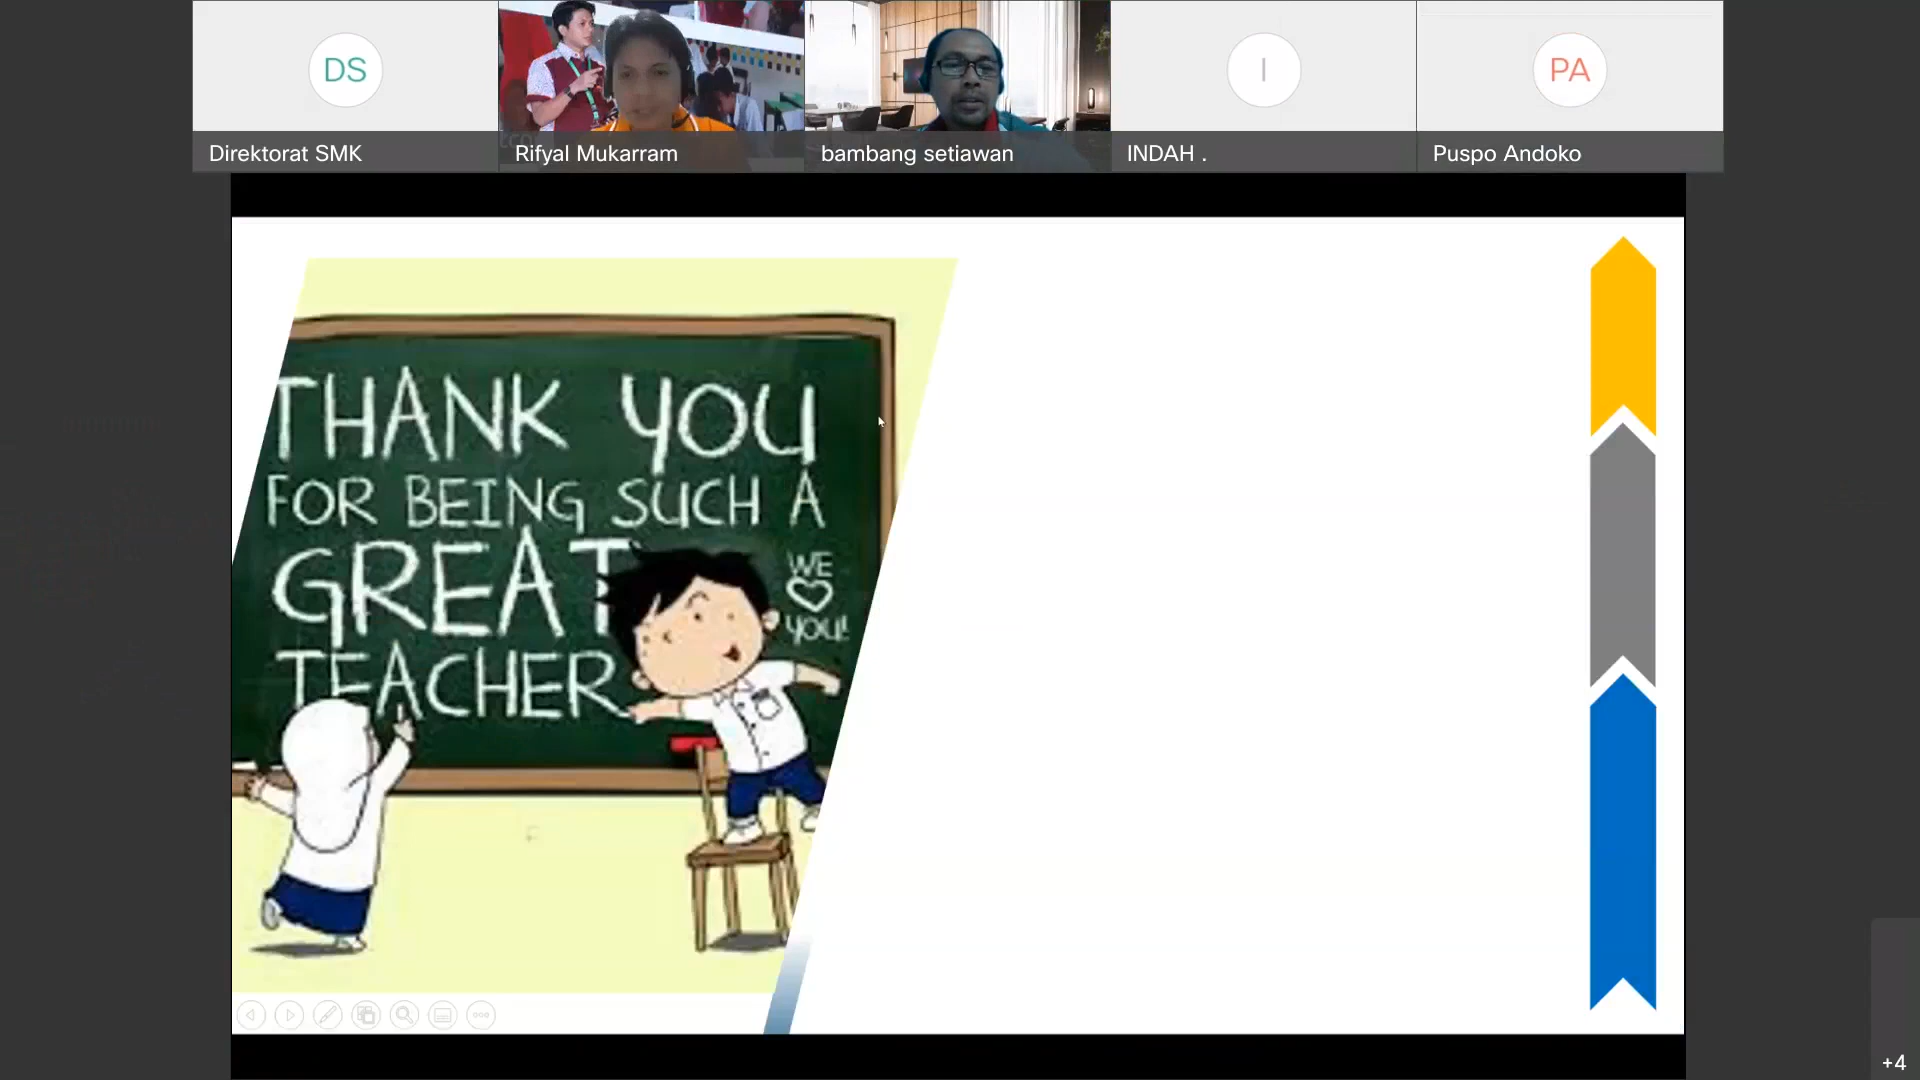 DS
Direktorat SMK
Rifyal Mukarram
bambang setiawan
I
INDAH .
PA
Puspo Andoko
THANK YOU
FOR BEING SUCH A
GREAT
TEACHER
WE
YOU!
+4